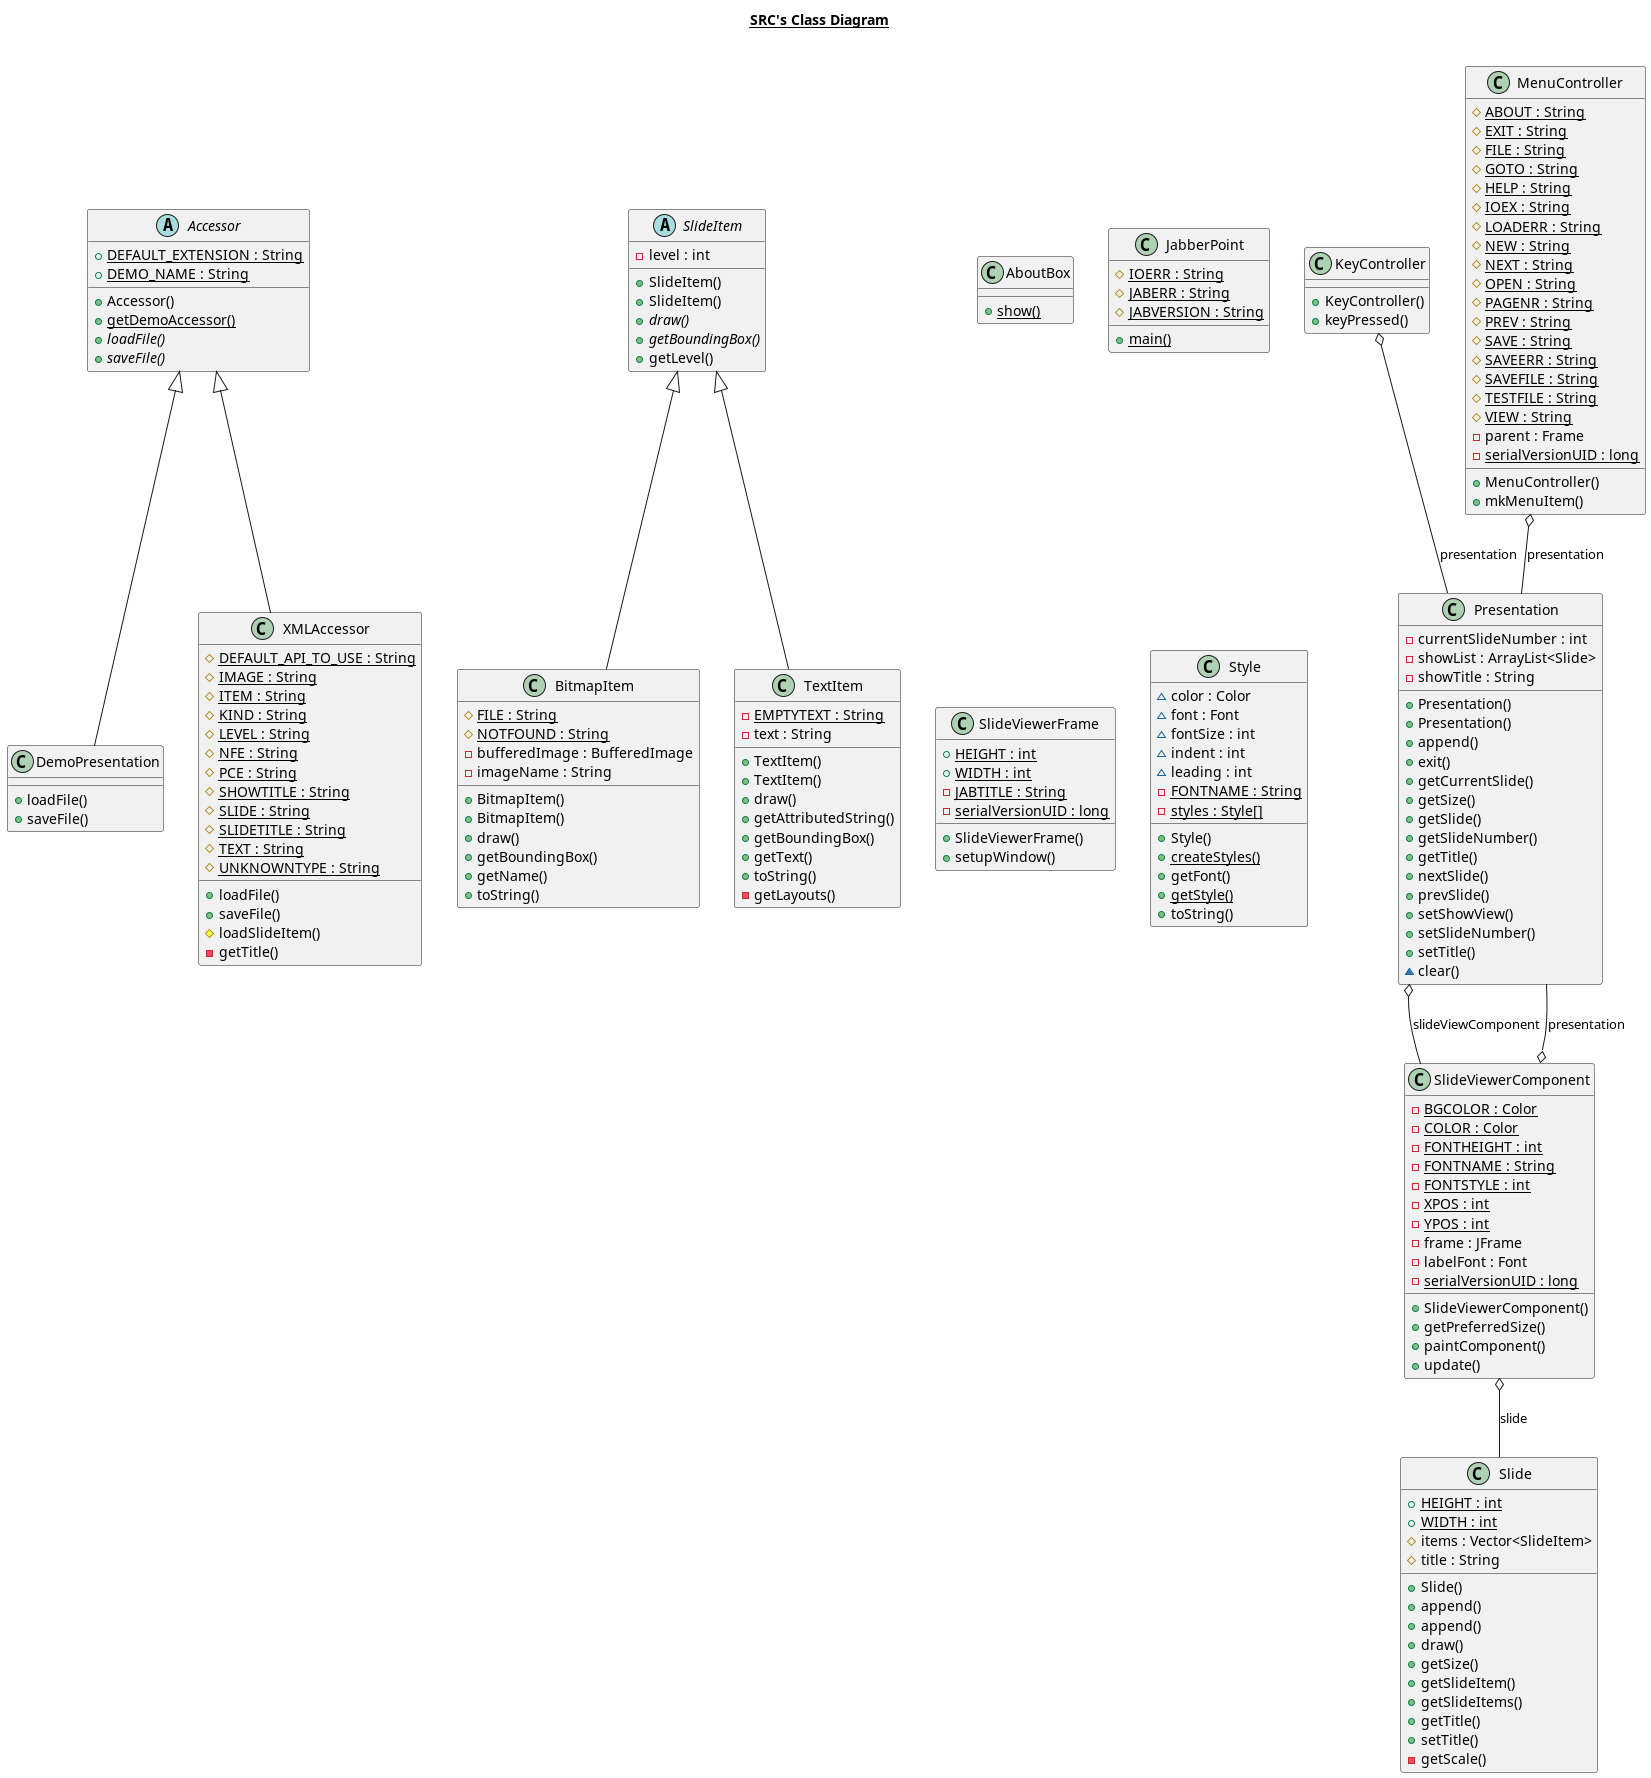 SRC's Class Diagram
MenuController
ABOUT : String
EXIT : String
FILE : String
GOTO : String
HELP : String
IOEX : String
LOADERR : String
NEW : String
NEXT : String
OPEN : String
PAGENR : String
PREV : String
SAVE : String
SAVEERR : String
SAVEFILE : String
TESTFILE : String
VIEW : String
parent : Frame
serialVersionUID : long
MenuController()
mkMenuItem()
Accessor
DEFAULT_EXTENSION : String
DEMO_NAME : String
Accessor()
getDemoAccessor()
loadFile()
saveFile()
SlideItem
level : int
SlideItem()
SlideItem()
draw()
getBoundingBox()
getLevel()
AboutBox
show()
JabberPoint
IOERR : String
JABERR : String
JABVERSION : String
main()
KeyController
KeyController()
keyPressed()
presentation
presentation
DemoPresentation
loadFile()
saveFile()
XMLAccessor
DEFAULT_API_TO_USE : String
IMAGE : String
ITEM : String
KIND : String
LEVEL : String
NFE : String
PCE : String
SHOWTITLE : String
SLIDE : String
SLIDETITLE : String
TEXT : String
UNKNOWNTYPE : String
loadFile()
saveFile()
loadSlideItem()
getTitle()
BitmapItem
FILE : String
NOTFOUND : String
bufferedImage : BufferedImage
imageName : String
BitmapItem()
BitmapItem()
draw()
getBoundingBox()
getName()
toString()
TextItem
EMPTYTEXT : String
text : String
TextItem()
TextItem()
draw()
getAttributedString()
getBoundingBox()
getText()
toString()
getLayouts()
SlideViewerFrame
HEIGHT : int
WIDTH : int
JABTITLE : String
serialVersionUID : long
SlideViewerFrame()
setupWindow()
Style
color : Color
font : Font
fontSize : int
indent : int
leading : int
FONTNAME : String
styles : Style[]
Style()
createStyles()
getFont()
getStyle()
toString()
Presentation
currentSlideNumber : int
showList : ArrayList<Slide>
showTitle : String
Presentation()
Presentation()
append()
exit()
getCurrentSlide()
getSize()
getSlide()
getSlideNumber()
getTitle()
nextSlide()
prevSlide()
setShowView()
setSlideNumber()
setTitle()
clear()
slideViewComponent
presentation
SlideViewerComponent
BGCOLOR : Color
COLOR : Color
FONTHEIGHT : int
FONTNAME : String
FONTSTYLE : int
XPOS : int
YPOS : int
frame : JFrame
labelFont : Font
serialVersionUID : long
SlideViewerComponent()
getPreferredSize()
paintComponent()
update()
slide
Slide
HEIGHT : int
WIDTH : int
items : Vector<SlideItem>
title : String
Slide()
append()
append()
draw()
getSize()
getSlideItem()
getSlideItems()
getTitle()
setTitle()
getScale()